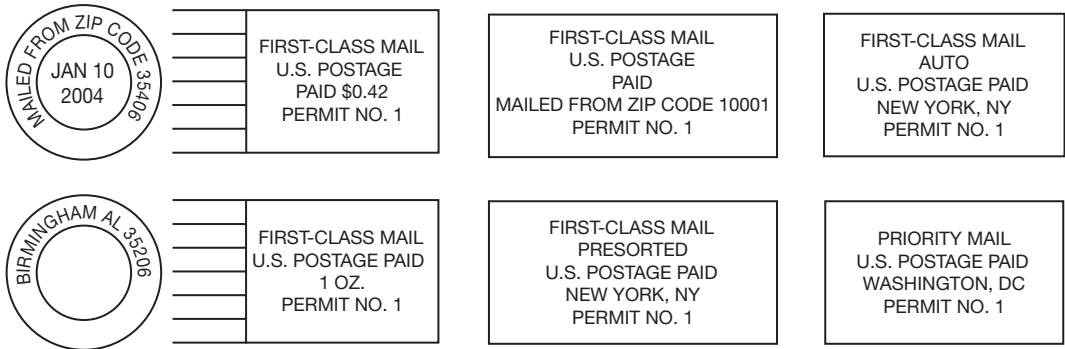 MAILED FROM ZIP CODE 35406
JAN 10
2004
FIRST-CLASS MAIL
U.S. POSTAGE
PAID $0.42
PERMIT NO. 1
FIRST-CLASS MAIL
U.S. POSTAGE
PAID
MAILED FROM ZIP CODE 10001
PERMIT NO. 1
FIRST-CLASS MAIL
AUTO
U.S. POSTAGE PAID
NEW YORK, NY
PERMIT NO. 1
BIRMINGHAM AL 35206
FIRST-CLASS MAIL
U.S. POSTAGE PAID
1 OZ.
PERMIT NO. 1
FIRST-CLASS MAIL
PRESORTED
U.S. POSTAGE PAID
NEW YORK, NY
PERMIT NO. 1
PRIORITY MAIL
U.S. POSTAGE PAID
WASHINGTON, DC
PERMIT NO. 1